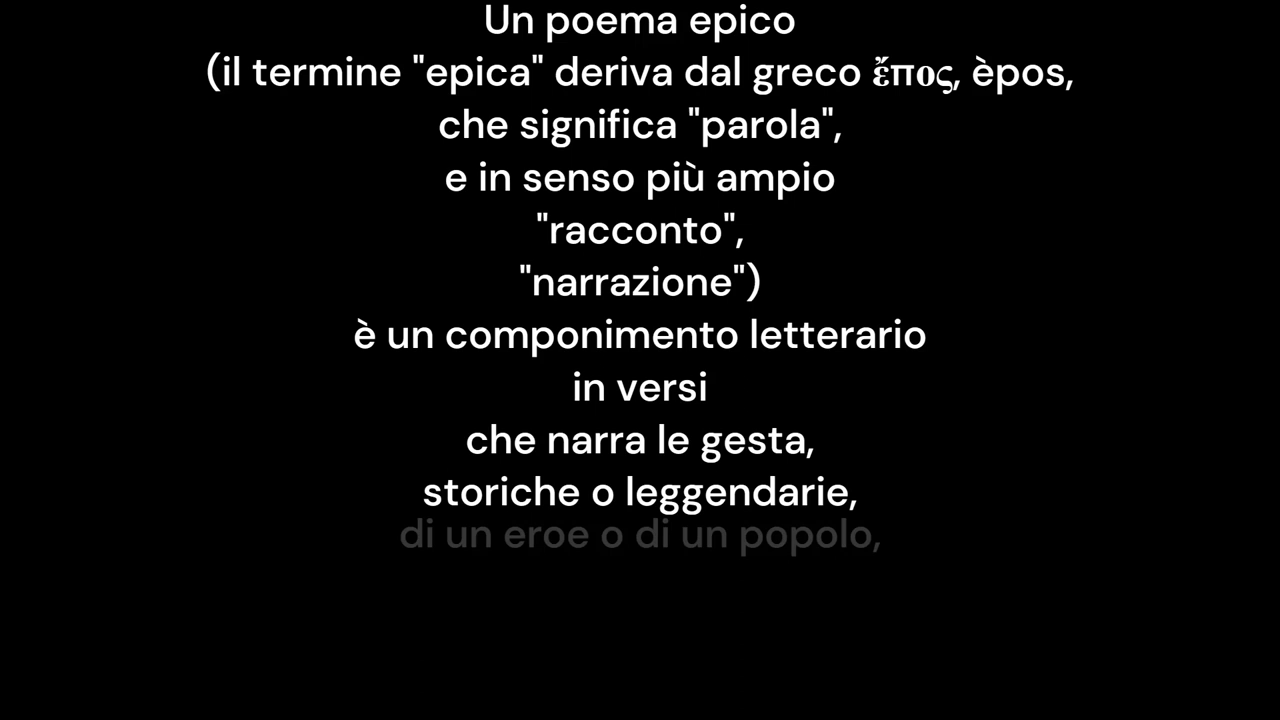 Un poema epico
(il termine "epica" deriva dal greco ἔπος, èpos,
che significa "parola",
e in senso più ampio
"racconto",
"narrazione")
è un componimento letterario
in versi
che narra le gesta,
storiche o leggendarie,
di un eroe o di un popolo,